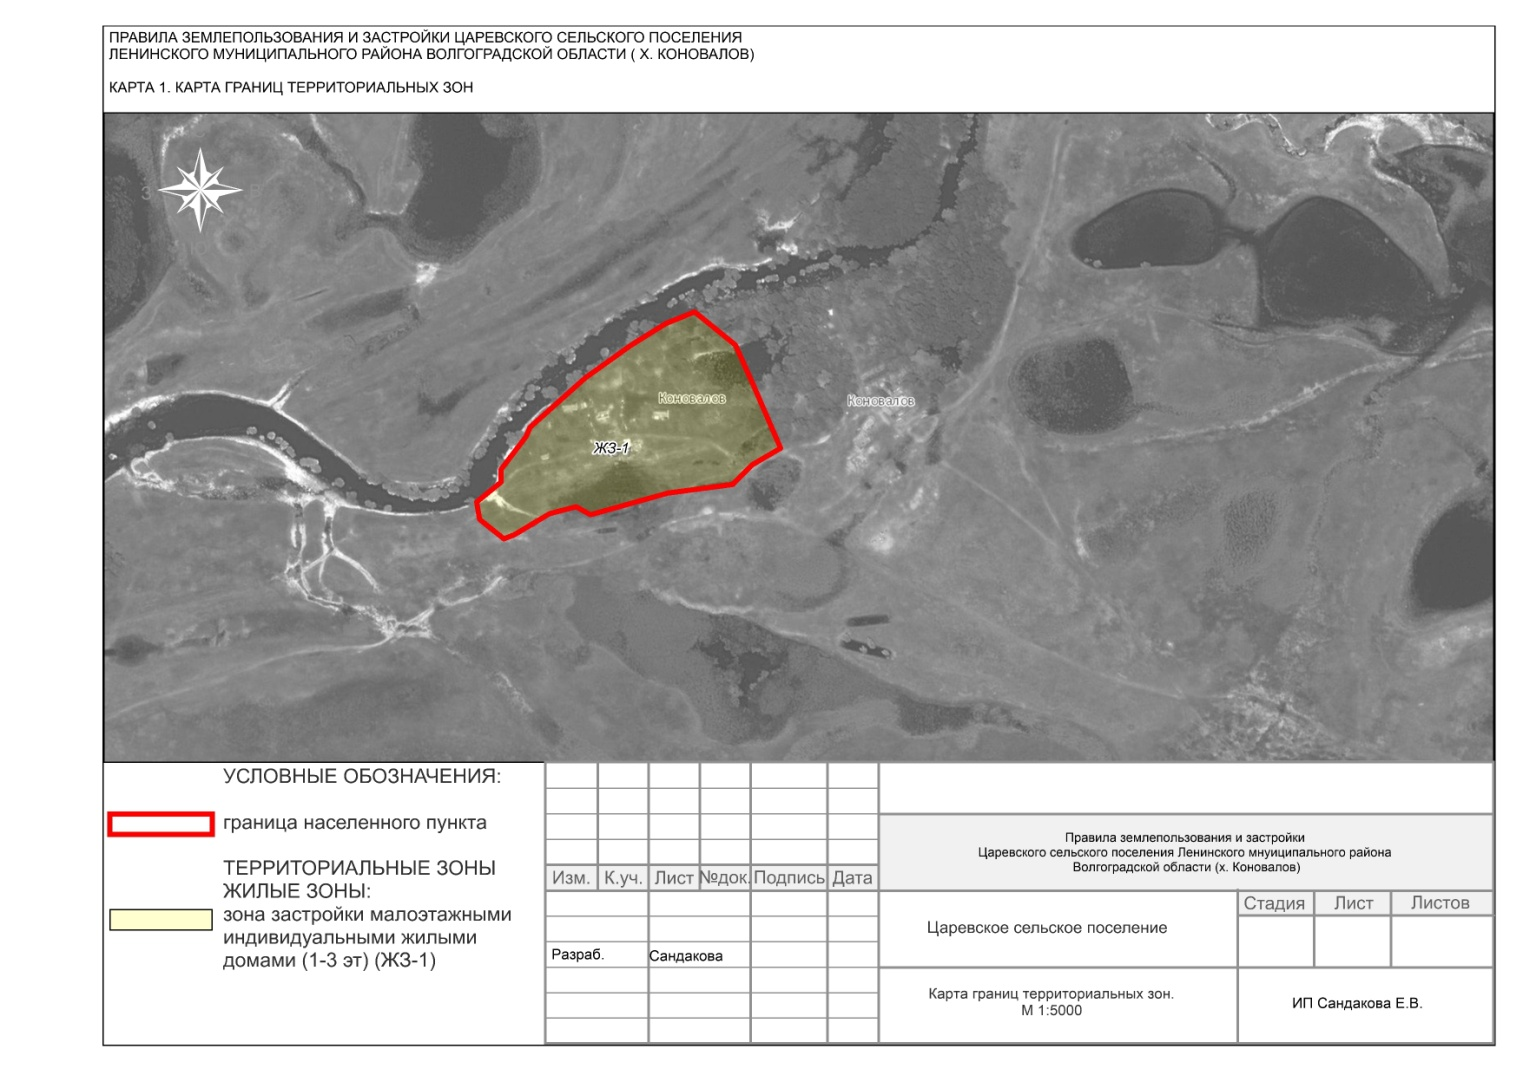 ПРАВИЛА ЗЕМЛЕПОЛЬЗОВАНИЯ И ЗАСТРОЙКИ ЦАРЕВСКОГО СЕЛЬСКОГО ПОСЕЛЕНИЯ
ЛЕНИНСКОГО МУНИЦИПАЛЬНОГО РАЙОНА ВОЛГОГРАДСКОЙ ОБЛАСТИ ( Х. КОНОВАЛОВ)
КАРТА 1. КАРТА ГРАНИЦ ТЕРРИТОРИАЛЬНЫХ ЗОН
Коновалов
Коновалов
ЖЗ-1
УСЛОВНЫЕ ОБОЗНАЧЕНИЯ:
граница населенного пункта
ТЕРРИТОРИАЛЬНЫЕ ЗОНЫ
ЖИЛЫЕ ЗОНЫ:
зона застройки малоэтажными
индивидуальными жилыми
домами (1-3 эт) (ЖЗ-1)
Изм. К.уч. Лист №док. Подпись Дата
Разраб. Сандакова
Правила землепользования и застройки
Царевского сельского поселения Ленинского мнуиципального района
Волгоградской области (х. Коновалов)
Царевское сельское поселение
Стадия Лист Листов
Карта границ территориальных зон.
М 1:5000
ИП Сандакова Е.В.